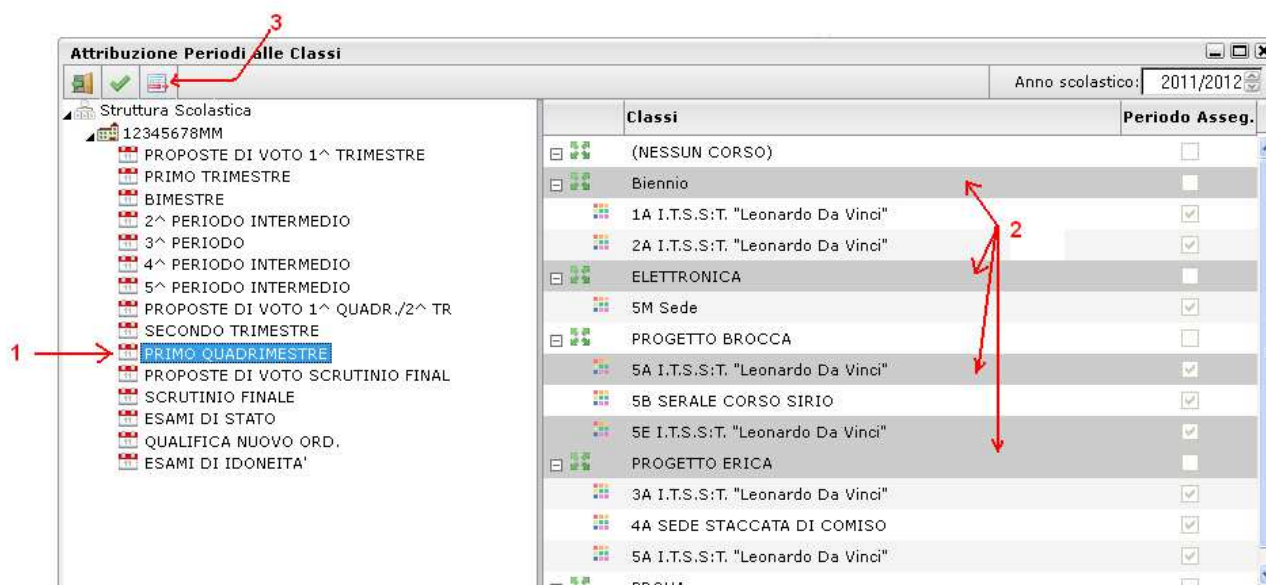 3
Attribuzione Periodi alle Classi
Anno scolastico: 2011/2012
Struttura Scolastica
12345678MM
PROPOSTE DI VOTO 1^ TRIMESTRE
PRIMO TRIMESTRE
BIMESTRE
2^ PERIODO INTERMEDIO
3^ PERIODO
4^ PERIODO INTERMEDIO
5^ PERIODO INTERMEDIO
PROPOSTE DI VOTO 1^ QUADR./2^ TR
SECONDO TRIMESTRE
1
PRIMO QUADRIMESTRE
PROPOSTE DI VOTO SCRUTINIO FINAL
SCRUTINIO FINALE
ESAMI DI STATO
QUALIFICA NUOVO ORD.
ESAMI DI IDONEITA'
Classi Periodo Asseg.
(NESSUN CORSO)
Biennio
1A I.T.S.S:T. "Leonardo Da Vinci"
2
2A I.T.S.S:T. "Leonardo Da Vinci"
ELETTRONICA
5M Sede
PROGETTO BROCCA
5A I.T.S.S:T. "Leonardo Da Vinci"
5B SERALE CORSO SIRIO
5E I.T.S.S:T. "Leonardo Da Vinci"
PROGETTO ERICA
3A I.T.S.S:T. "Leonardo Da Vinci"
4A SEDE STACCATA DI COMISO
5A I.T.S.S:T. "Leonardo Da Vinci"